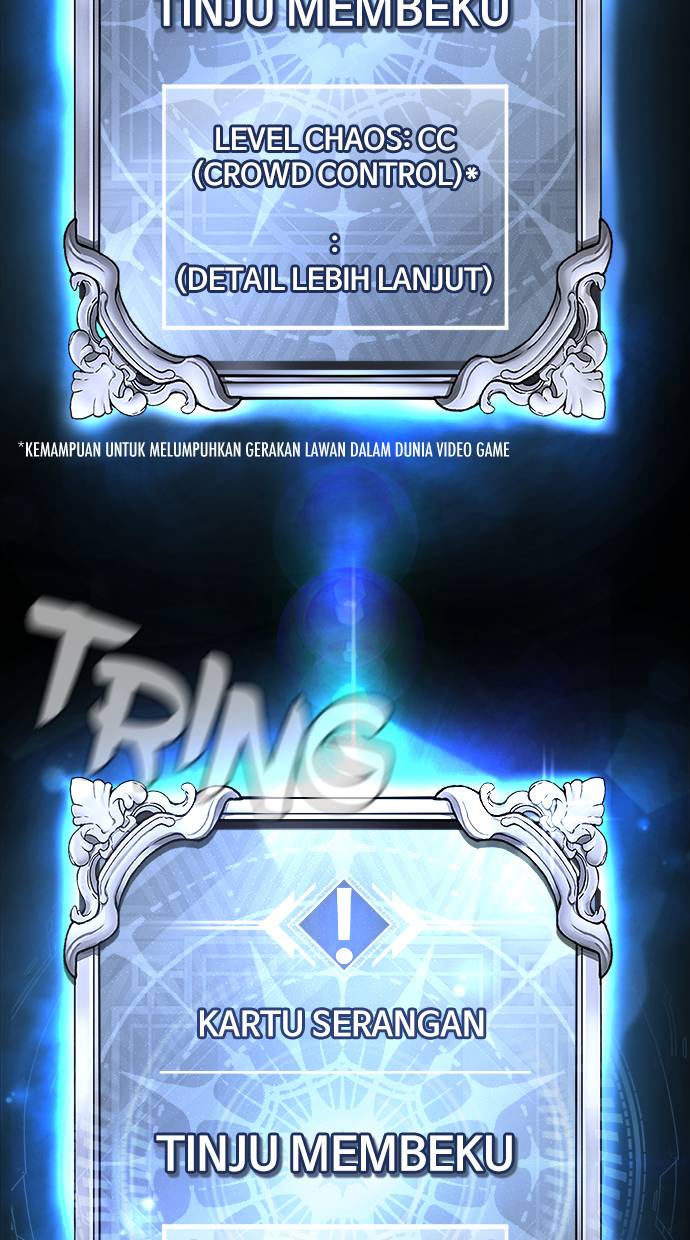 TINJU MEMBEKU
LEVEL CHAOS: CC
(CROWD CONTROL)*
:
(DETAIL LEBIH LANJUT)
*KEMAMPUAN UNTUK MELUMPUHKAN GERAKAN LAWAN DALAM DUNIA VIDEO GAME
TRING
!
KARTU SERANGAN
TINJU MEMBEKU